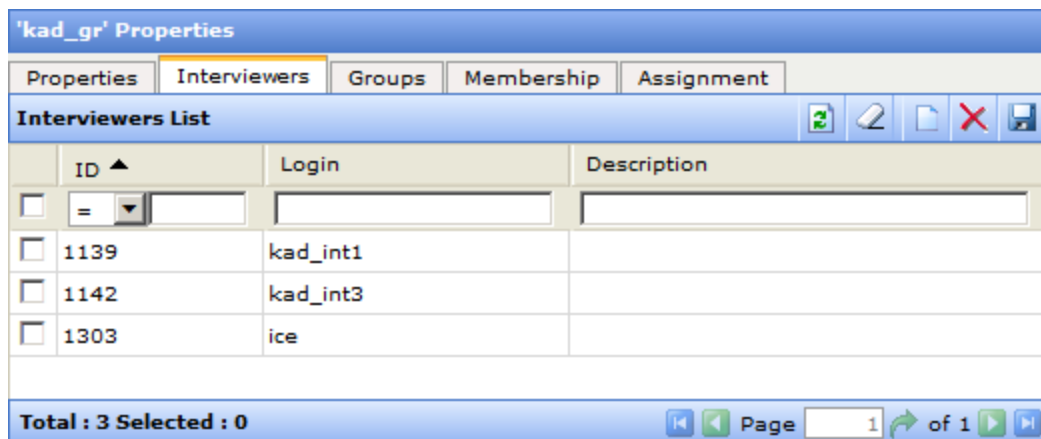 'kad_gr' Properties
Properties Interviewers Groups Membership Assignment
Interviewers List
ID Login Description
=
1139 kad_int1
1142 kad_int3
1303 ice
Total : 3 Selected : 0 Page 1 of 1